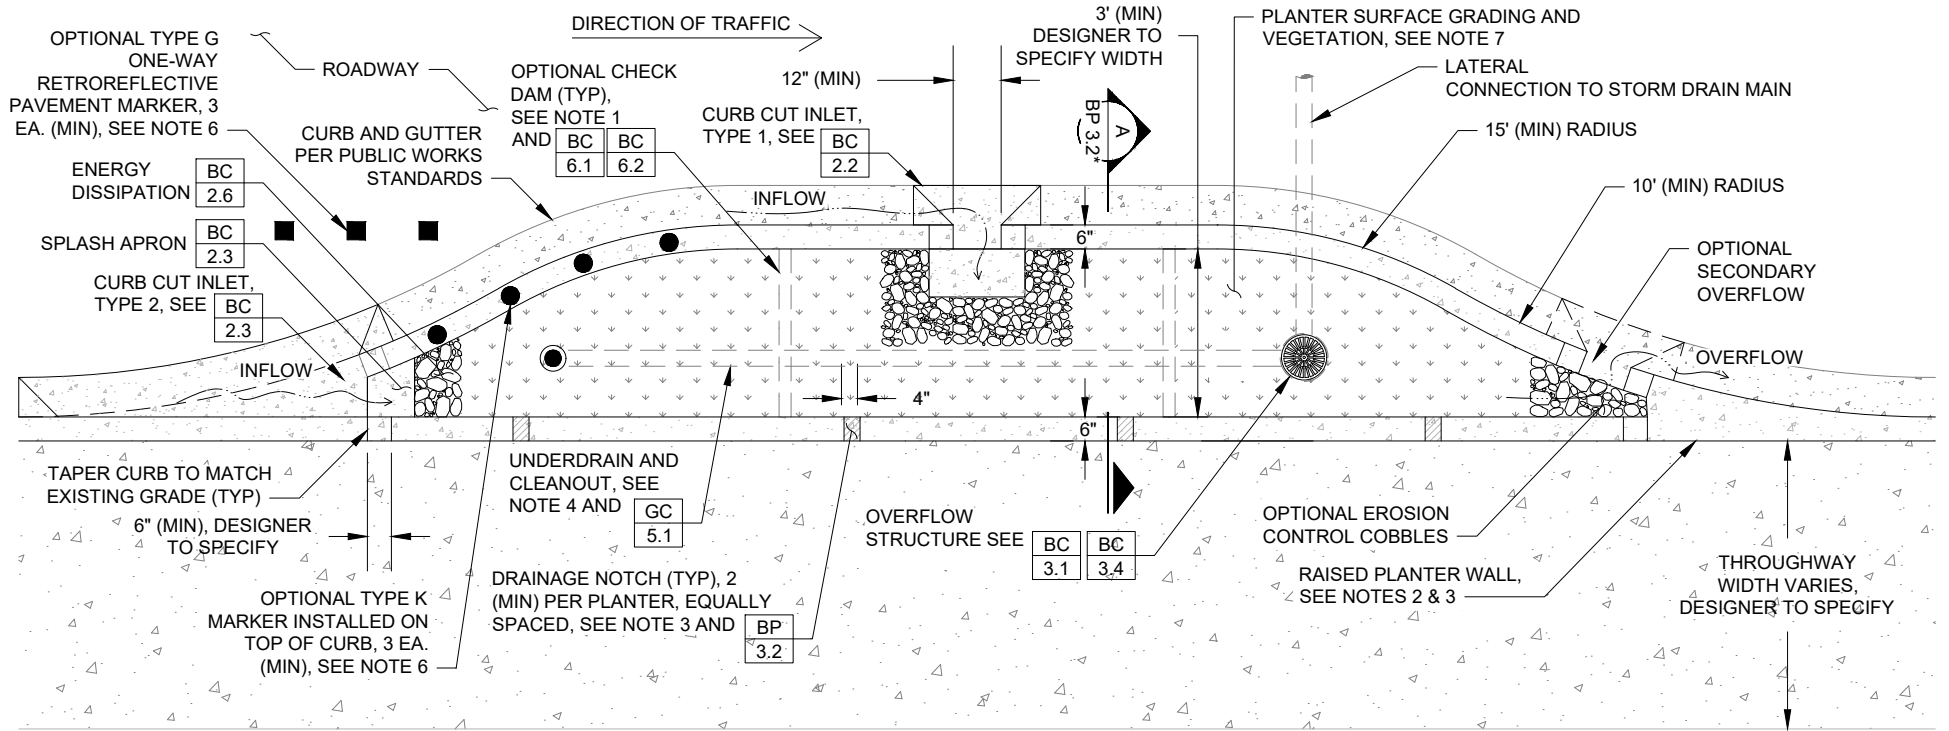 DIRECTION OF TRAFFIC
OPTIONAL TYPE G
ONE-WAY
RETROREFLECTIVE
PAVEMENT MARKER, 3
EA. (MIN), SEE NOTE 6
ROADWAY
CURB AND GUTTER
PER PUBLIC WORKS
STANDARDS
OPTIONAL CHECK
DAM (TYP),
SEE NOTE 1
AND
BC
6.1
BC
6.2
12" (MIN)
CURB CUT INLET,
TYPE 1, SEE
BC
2.2
3' (MIN)
DESIGNER TO
SPECIFY WIDTH
A
BP 3.2*
PLANTER SURFACE GRADING AND
VEGETATION, SEE NOTE 7
LATERAL
CONNECTION TO STORM DRAIN MAIN
15' (MIN) RADIUS
10' (MIN) RADIUS
OPTIONAL
SECONDARY
OVERFLOW
ENERGY
DISSIPATION
BC
2.6
SPLASH APRON
BC
2.3
CURB CUT INLET,
TYPE 2, SEE
BC
2.3
INFLOW
INFLOW
6"
OVERFLOW
4"
6"
TAPER CURB TO MATCH
EXISTING GRADE (TYP)
6" (MIN), DESIGNER
TO SPECIFY
OPTIONAL TYPE K
MARKER INSTALLED ON
TOP OF CURB, 3 EA.
(MIN), SEE NOTE 6
UNDERDRAIN AND
CLEANOUT, SEE
NOTE 4 AND
GC
5.1
DRAINAGE NOTCH (TYP), 2
(MIN) PER PLANTER, EQUALLY
SPACED, SEE NOTE 3 AND
BP
3.2
OVERFLOW
STRUCTURE SEE
BC
3.1
BC
3.4
OPTIONAL EROSION
CONTROL COBBLES
RAISED PLANTER WALL,
SEE NOTES 2 & 3
THROUGHWAY
WIDTH VARIES,
DESIGNER TO SPECIFY